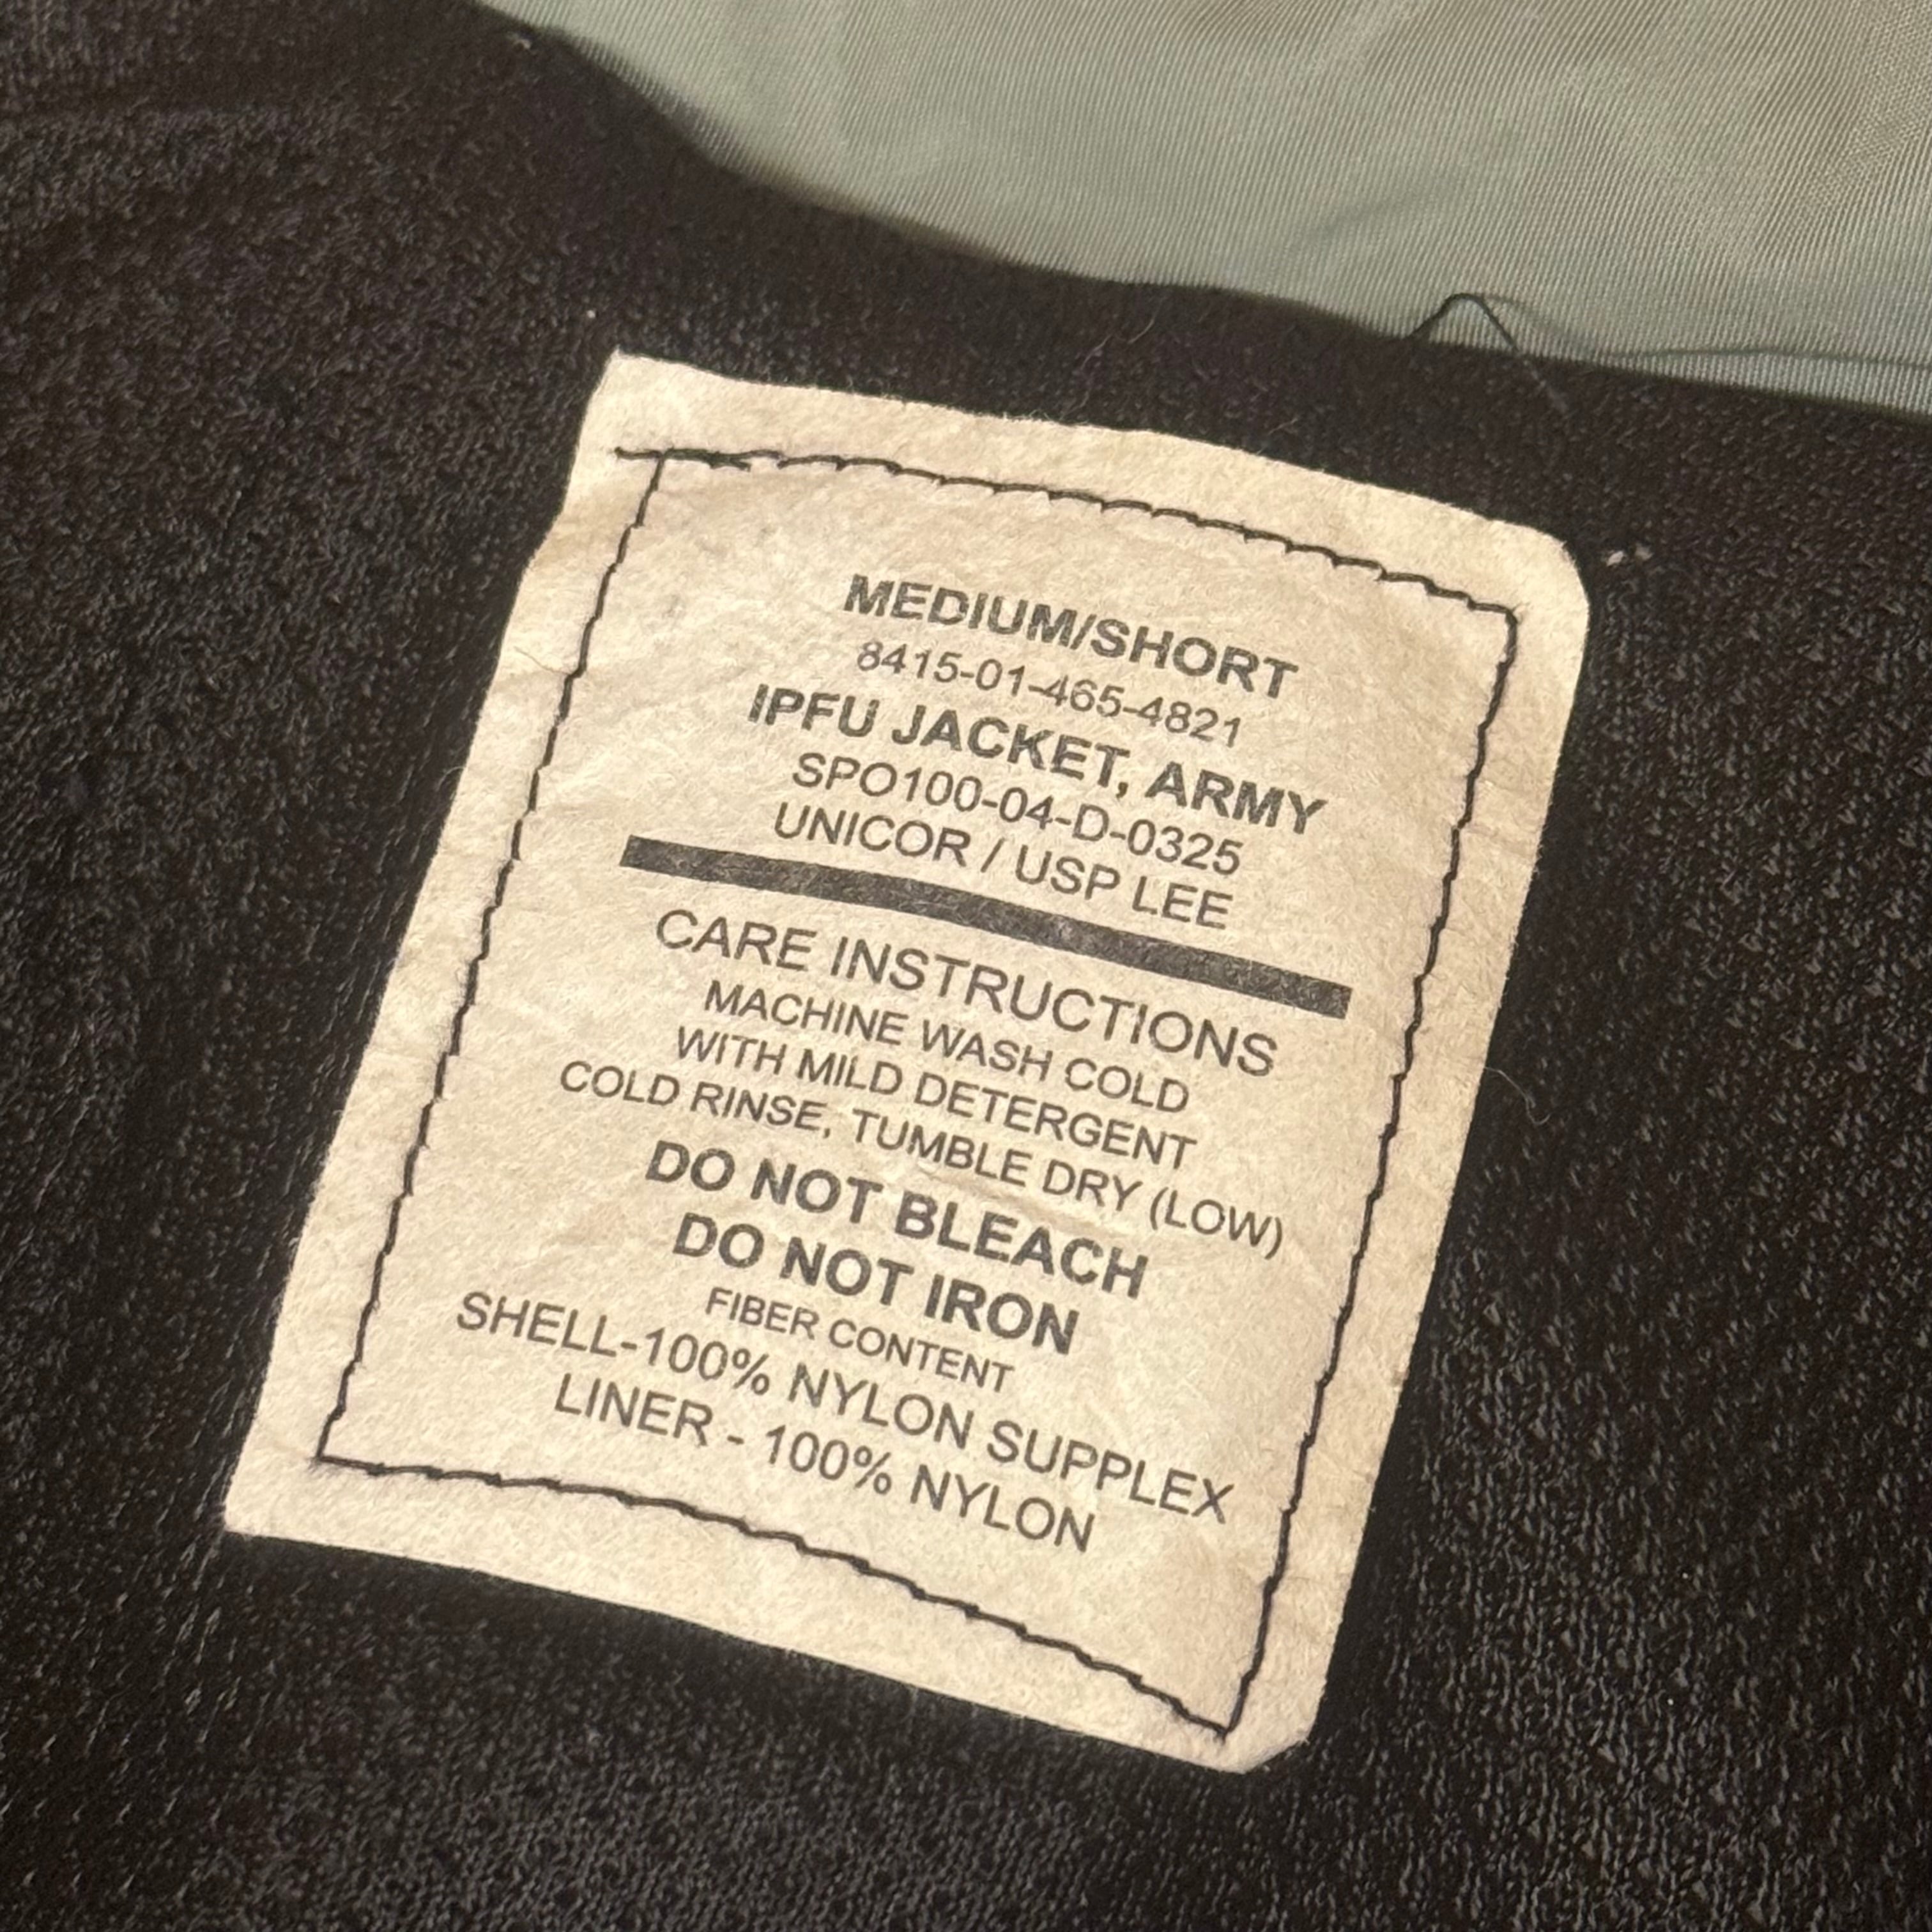 MEDIUM/SHORT
8415-01-465-4821
IPFU JACKET, ARMY
SPO100-04-D-0325
UNICOR / USP LEE
CARE INSTRUCTIONS
MACHINE WASH COLD
WITH MILD DETERGENT
COLD RINSE, TUMBLE DRY (LOW)
DO NOT BLEACH
DO NOT IRON
FIBER CONTENT
SHELL-100% NYLON SUPPLEX
LINER - 100% NYLON